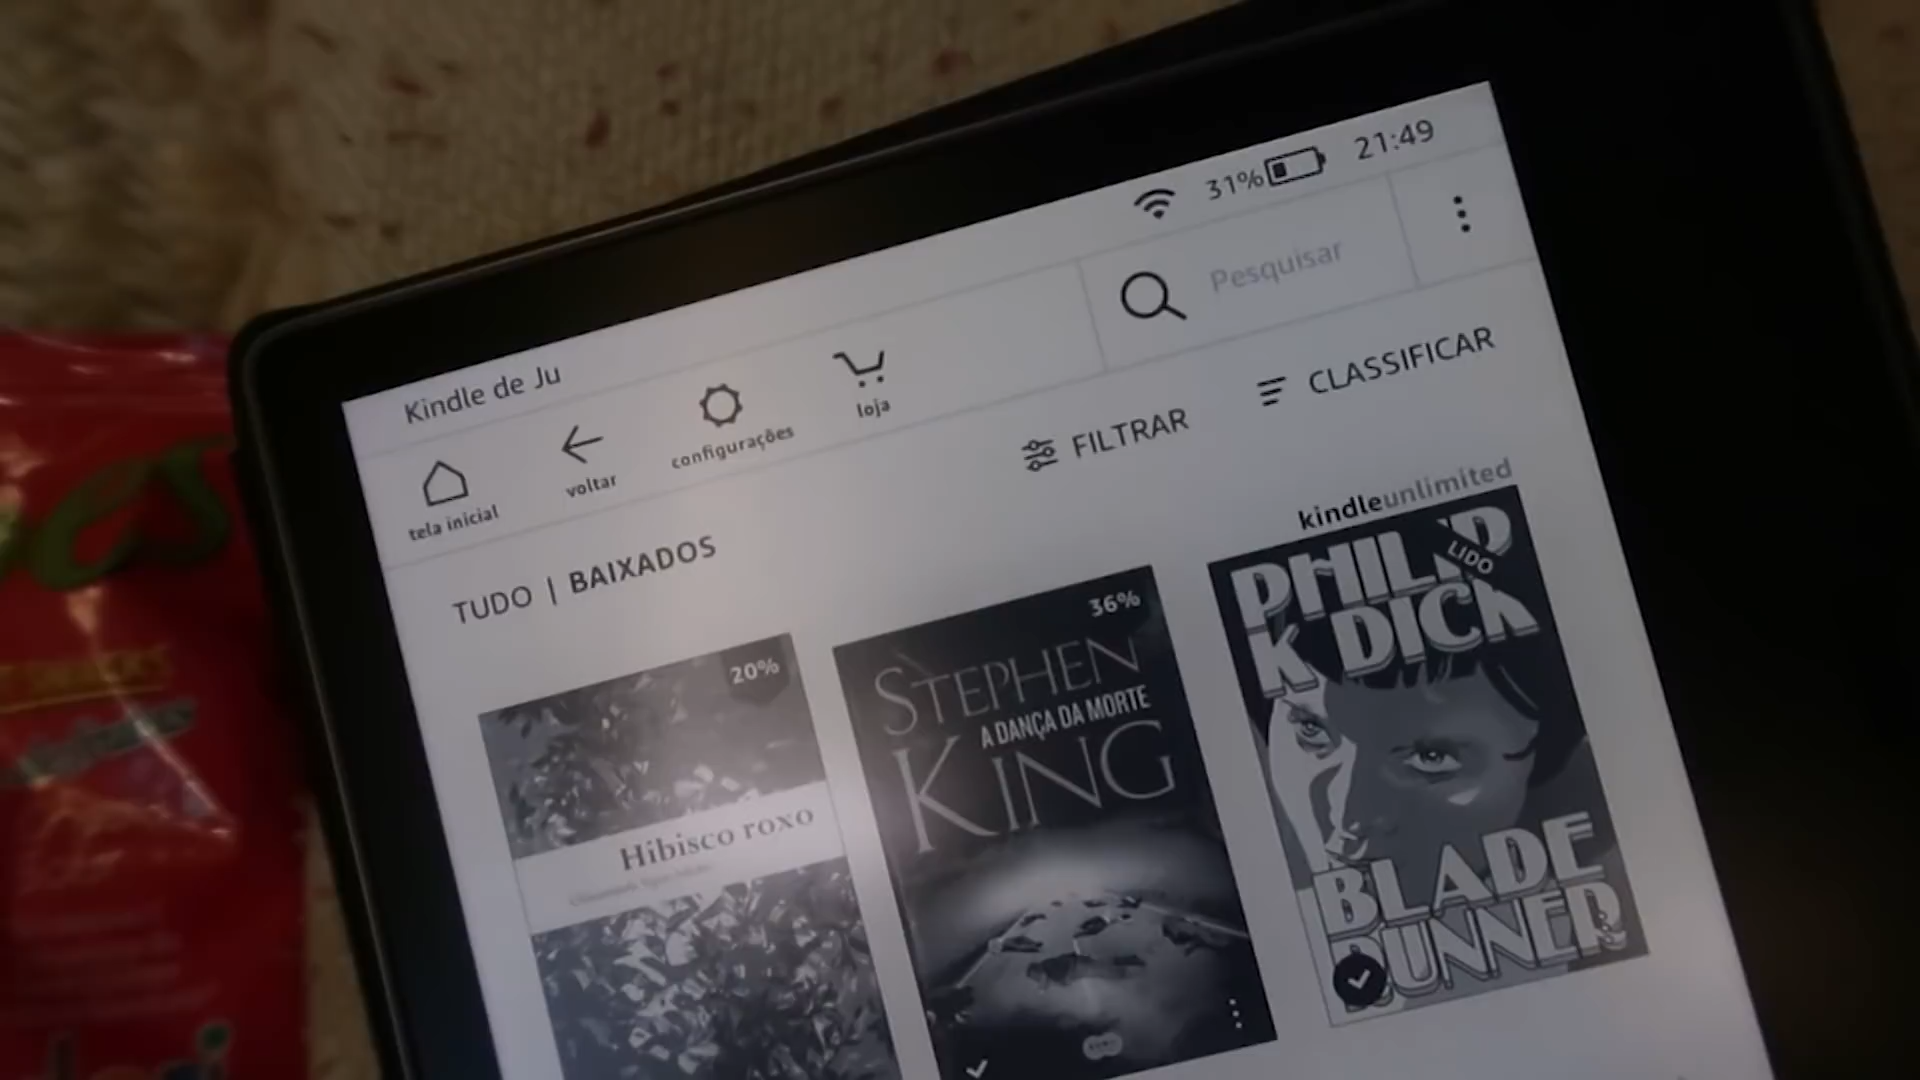 21:49
31%
Kindle de Ju
Pesquisar
tela inicial
voltar
configurações
loja
FILTRAR
CLASSIFICAR
TUDO | BAIXADOS
kindleunlimited
20%
Hibisco roxo
36%
STEPHEN
A DANÇA DA MORTE
KING
LIDO
PHILIP
K DICK
BLADE
RUNNER